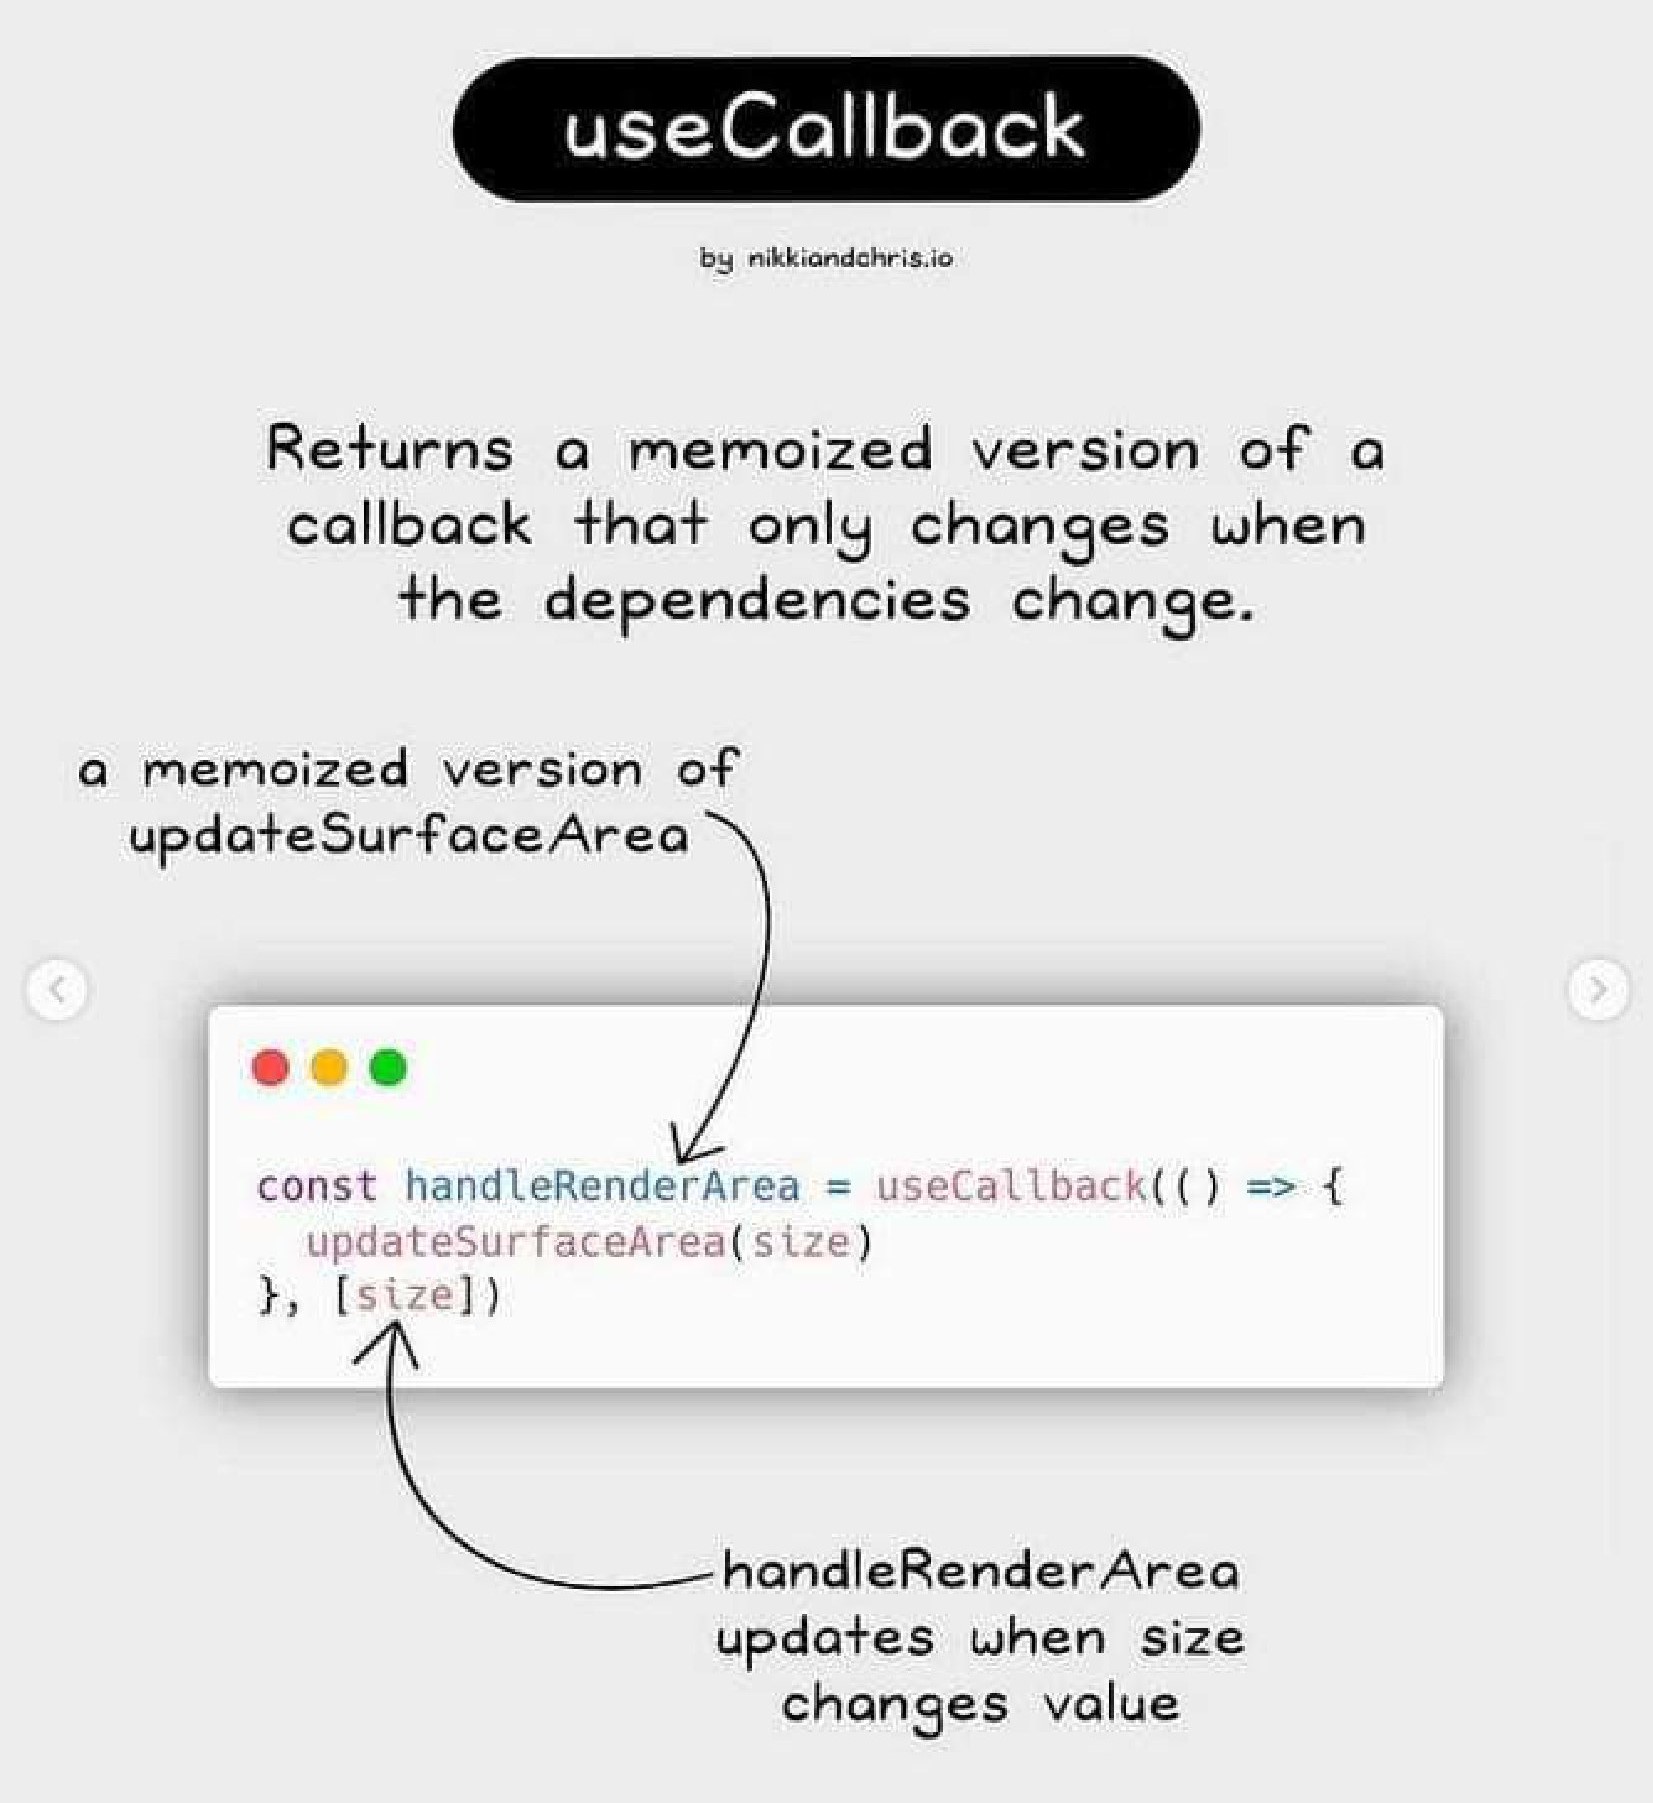 useCallback
by nikkiandchris.io
Returns a memoized version of a
callback that only changes when
the dependencies change.
a memoized version of
updateSurfaceArea
const handleRenderArea = useCallback(() => {
  updateSurfaceArea(size)
}, [size])
handleRenderArea
updates when size
changes value